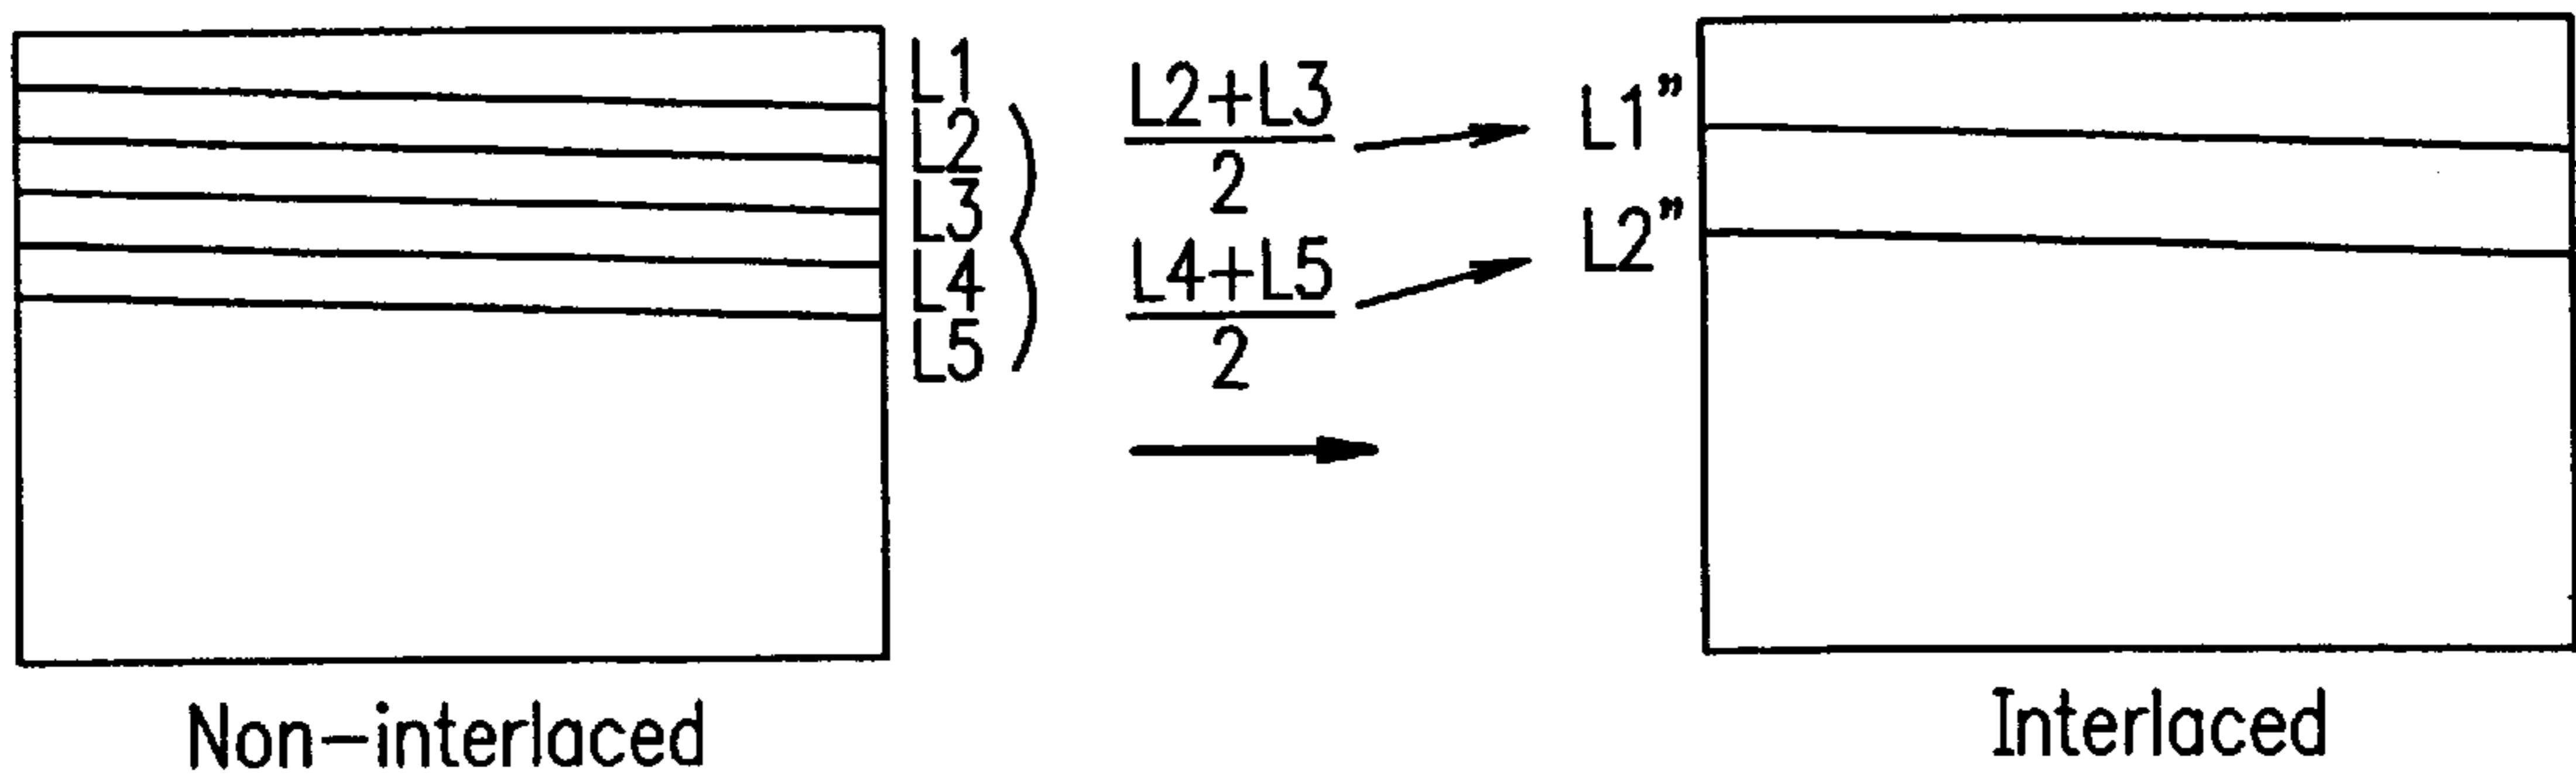 L1
L2
L3
L4
L5
L2+L3
2
L4+L5
2
L1”
L2”
Non-interlaced
Interlaced